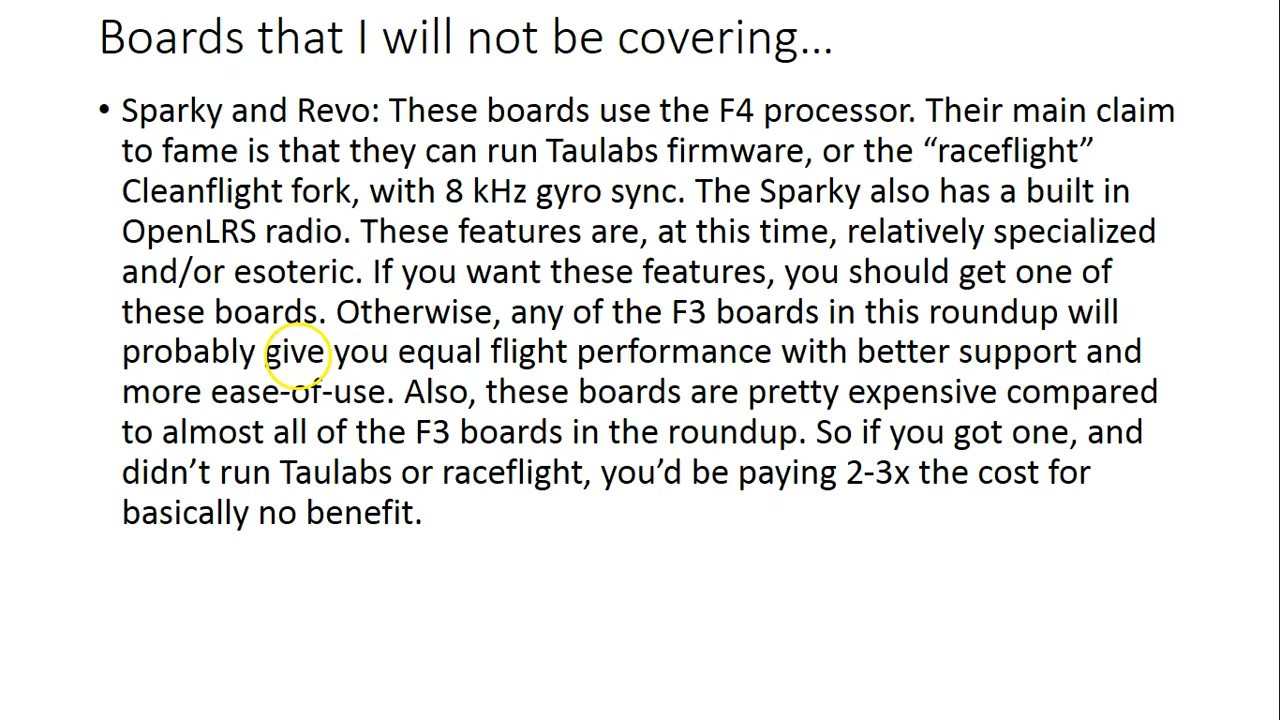 Boards that I will not be covering...
• Sparky and Revo: These boards use the F4 processor. Their main claim
to fame is that they can run Taulabs firmware, or the “raceflight”
Cleanflight fork, with 8 kHz gyro sync. The Sparky also has a built in
OpenLRS radio. These features are, at this time, relatively specialized
and/or esoteric. If you want these features, you should get one of
these boards. Otherwise, any of the F3 boards in this roundup will
probably give you equal flight performance with better support and
more ease-of-use. Also, these boards are pretty expensive compared
to almost all of the F3 boards in the roundup. So if you got one, and
didn’t run Taulabs or raceflight, you’d be paying 2-3x the cost for
basically no benefit.